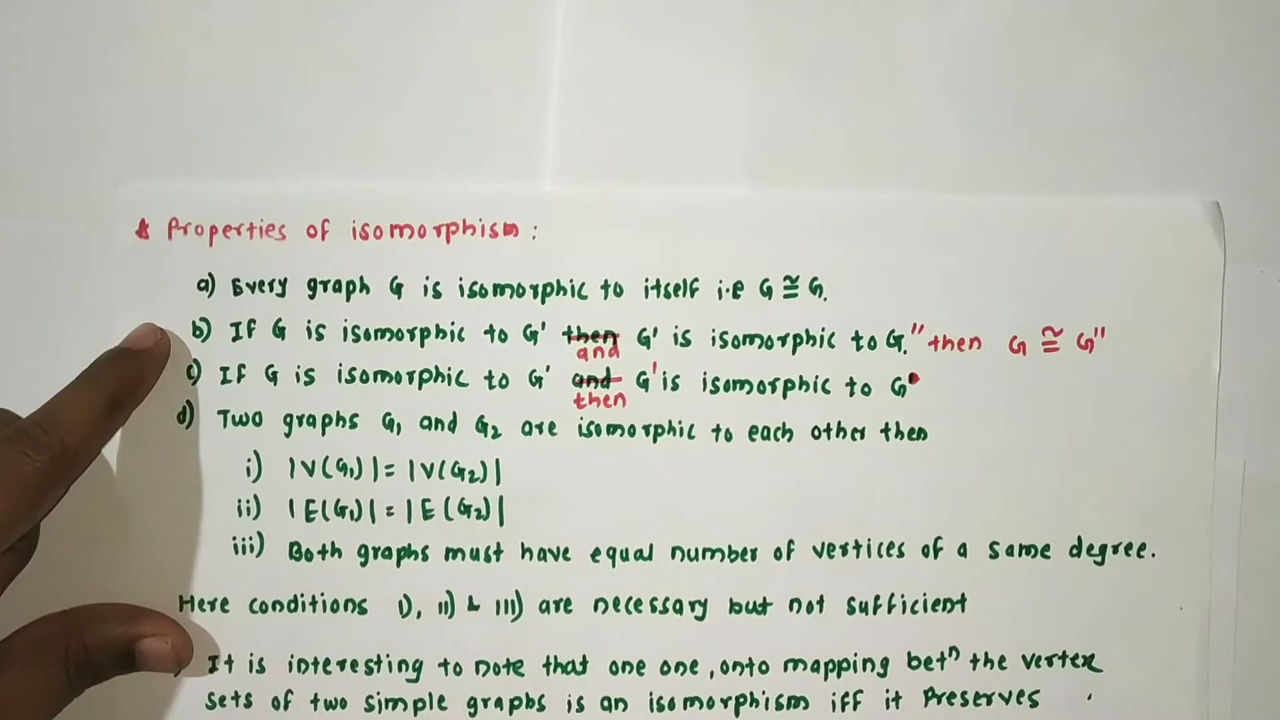 * Properties of isomorphism :
a) Every graph G is isomorphic to itself i.e G ≅ G.
b) If G is isomorphic to G' then G' is isomorphic to G." then G ≅ G"
and
c) If G is isomorphic to G' and G' is isomorphic to G
then
d) Two graphs G₁ and G₂ are isomorphic to each other then
i) |V(G₁)| = |V(G₂)|
ii) |E(G₁)| = |E(G₂)|
iii) Both graphs must have equal number of vertices of a same degree.
Here conditions i), ii) & iii) are necessary but not sufficient
It is interesting to note that one one, onto mapping betⁿ the vertex
sets of two simple graphs is an isomorphism iff it preserves